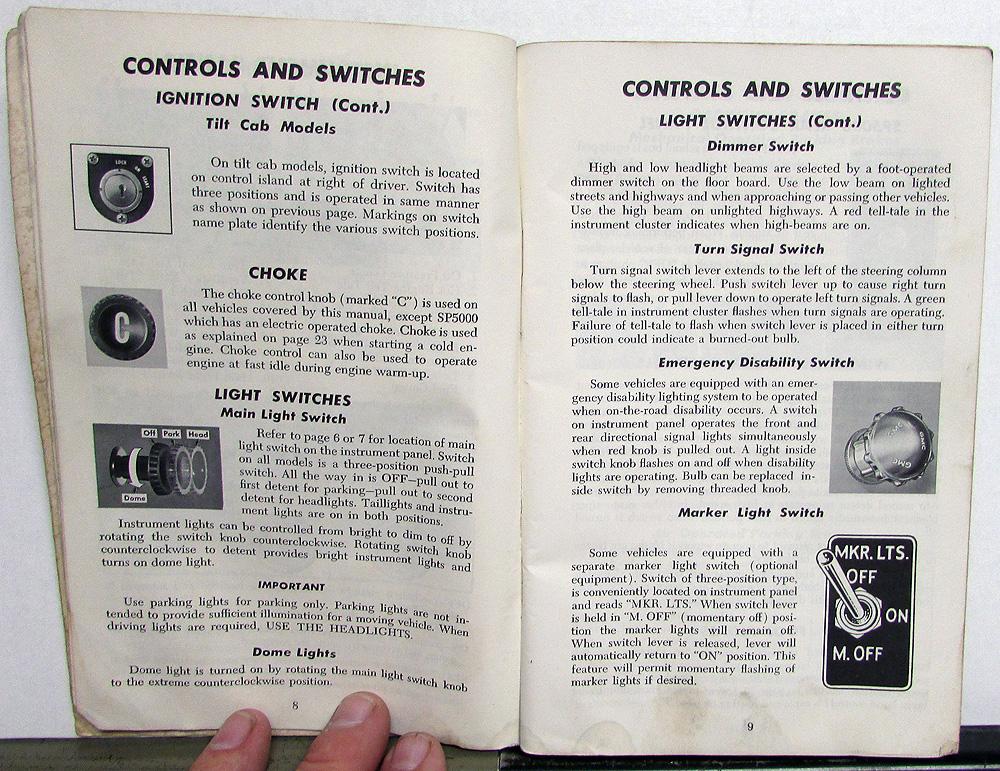 CONTROLS AND SWITCHES
IGNITION SWITCH (Cont.)
Tilt Cab Models
LOCK
ON
START
On tilt cab models, ignition switch is located
on control island at right of driver. Switch has
three positions and is operated in same manner
as shown on previous page. Markings on switch
name plate identify the various switch positions.
CHOKE
C
The choke control knob (marked "C") is used on
all vehicles covered by this manual, except SP5000
which has an electric operated choke. Choke is used
as explained on page 23 when starting a cold en-
gine. Choke control can also be used to operate
engine at fast idle during engine warm-up.
LIGHT SWITCHES
Main Light Switch
Off Park Head
Dome
Refer to page 6 or 7 for location of main
light switch on the instrument panel. Switch
on all models is a three-position push-pull
switch. All the way in is OFF—pull out to
first detent for parking—pull out to second
detent for headlights. Taillights and instru-
ment lights are on in both positions.
Instrument lights can be controlled from bright to dim to off by
rotating the switch knob counterclockwise. Rotating switch knob
counterclockwise to detent provides bright instrument lights and
turns on dome light.
IMPORTANT
Use parking lights for parking only. Parking lights are not in-
tended to provide sufficient illumination for a moving vehicle. When
driving lights are required, USE THE HEADLIGHTS.
Dome Lights
Dome light is turned on by rotating the main light switch knob
to the extreme counterclockwise position.
8
CONTROLS AND SWITCHES
LIGHT SWITCHES (Cont.)
Dimmer Switch
High and low headlight beams are selected by a foot-operated
dimmer switch on the floor board. Use the low beam on lighted
streets and highways and when approaching or passing other vehicles.
Use the high beam on unlighted highways. A red tell-tale in the
instrument cluster indicates when high-beams are on.
Turn Signal Switch
Turn signal switch lever extends to the left of the steering column
below the steering wheel. Push switch lever up to cause right turn
signals to flash, or pull lever down to operate left turn signals. A green
tell-tale in instrument cluster flashes when turn signals are operating.
Failure of tell-tale to flash when switch lever is placed in either turn
position could indicate a burned-out bulb.
Emergency Disability Switch
Some vehicles are equipped with an emer-
gency disability lighting system to be operated
when on-the-road disability occurs. A switch
on instrument panel operates the front and
rear directional signal lights simultaneously
when red knob is pulled out. A light inside
switch knob flashes on and off when disability
lights are operating. Bulb can be replaced in-
side switch by removing threaded knob.
GMC
Marker Light Switch
Some vehicles are equipped with a
separate marker light switch (optional
equipment). Switch of three-position type,
is conveniently located on instrument panel
and reads "MKR. LTS." When switch lever
is held in "M. OFF" (momentary off) posi-
tion the marker lights will remain off.
When switch lever is released, lever will
automatically return to "ON" position. This
feature will permit momentary flashing of
marker lights if desired.
MKR. LTS.
OFF
ON
M. OFF
9